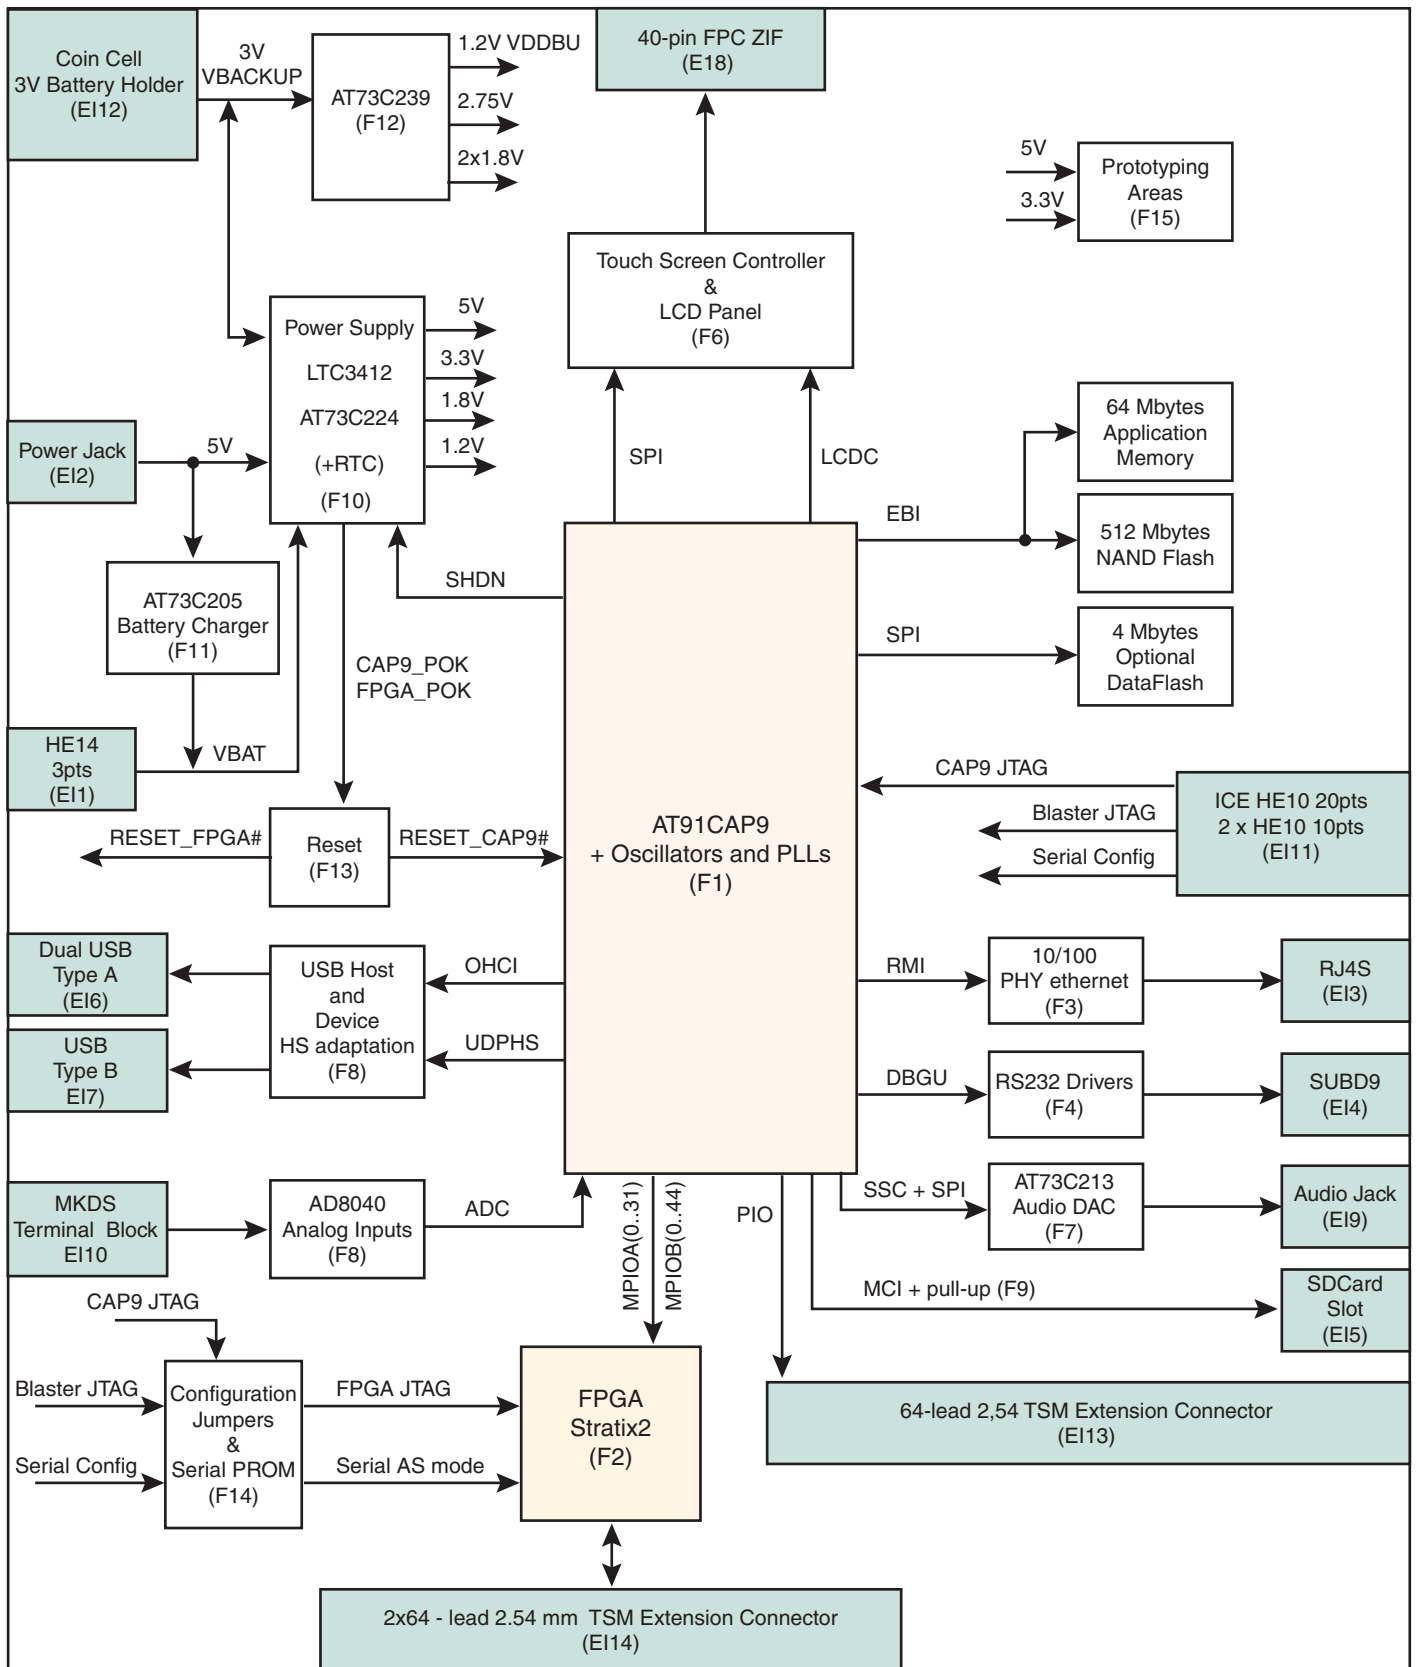 Coin Cell
3V Battery Holder
(EI12)
3V
VBACKUP
AT73C239
(F12)
1.2V VDDBU
2.75V
2x1.8V
40-pin FPC ZIF
(E18)
5V
3.3V
Prototyping
Areas
(F15)
Touch Screen Controller
&
LCD Panel
(F6)
Power Supply
LTC3412
AT73C224
(+RTC)
(F10)
5V
3.3V
1.8V
1.2V
Power Jack
(EI2)
5V
SPI
LCDC
64 Mbytes
Application
Memory
EBI
512 Mbytes
NAND Flash
SHDN
AT73C205
Battery Charger
(F11)
SPI
4 Mbytes
Optional
DataFlash
CAP9_POK
FPGA_POK
HE14
3pts
(EI1)
VBAT
CAP9 JTAG
Blaster JTAG
Serial Config
ICE HE10 20pts
2 x HE10 10pts
(EI11)
AT91CAP9
+ Oscillators and PLLs
(F1)
RESET_FPGA#
Reset
(F13)
RESET_CAP9#
Dual USB
Type A
(EI6)
USB
Type B
EI7)
USB Host
and
Device
HS adaptation
(F8)
OHCI
UDPHS
RMI
10/100
PHY ethernet
(F3)
RJ4S
(EI3)
DBGU
RS232 Drivers
(F4)
SUBD9
(EI4)
MKDS
Terminal Block
EI10
AD8040
Analog Inputs
(F8)
ADC
MPIOA(0..31)
MPIOB(0..44)
PIO
SSC + SPI
AT73C213
Audio DAC
(F7)
Audio Jack
(EI9)
MCI + pull-up (F9)
SDCard
Slot
(EI5)
CAP9 JTAG
Blaster JTAG
Serial Config
Configuration
Jumpers
&
Serial PROM
(F14)
FPGA JTAG
Serial AS mode
FPGA
Stratix2
(F2)
64-lead 2,54 TSM Extension Connector
(EI13)
2x64 - lead 2.54 mm TSM Extension Connector
(EI14)